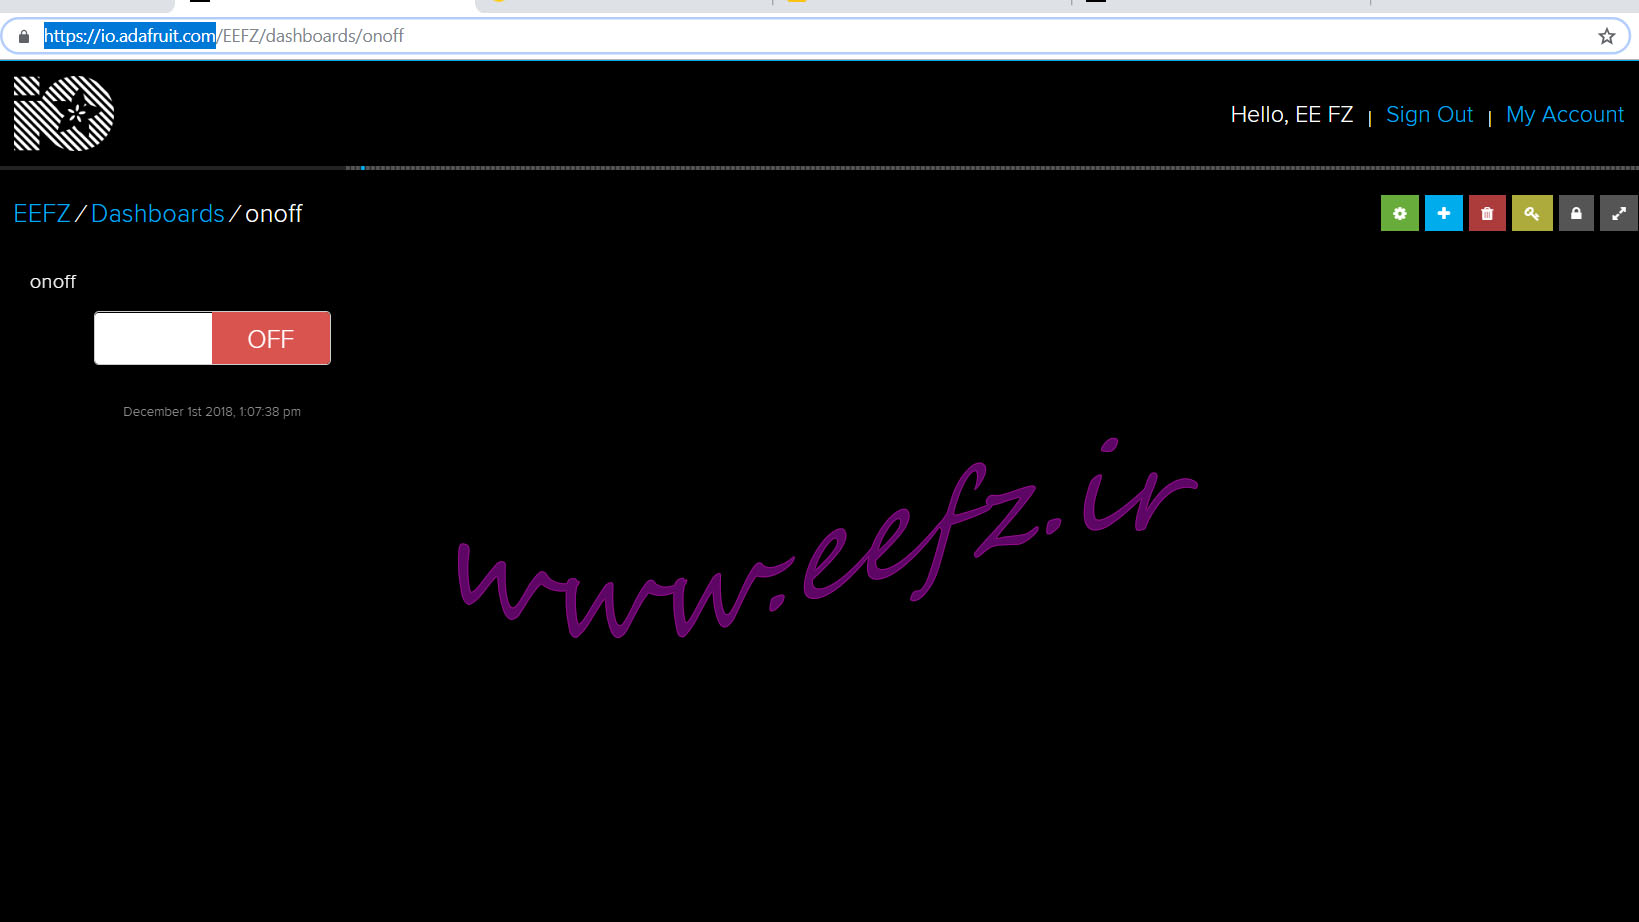 https://io.adafruit.com/EEFZ/dashboards/onoff
Hello, EE FZ | Sign Out | My Account
EEFZ / Dashboards / onoff
onoff
OFF
December 1st 2018, 1:07:38 pm
www.eefz.ir